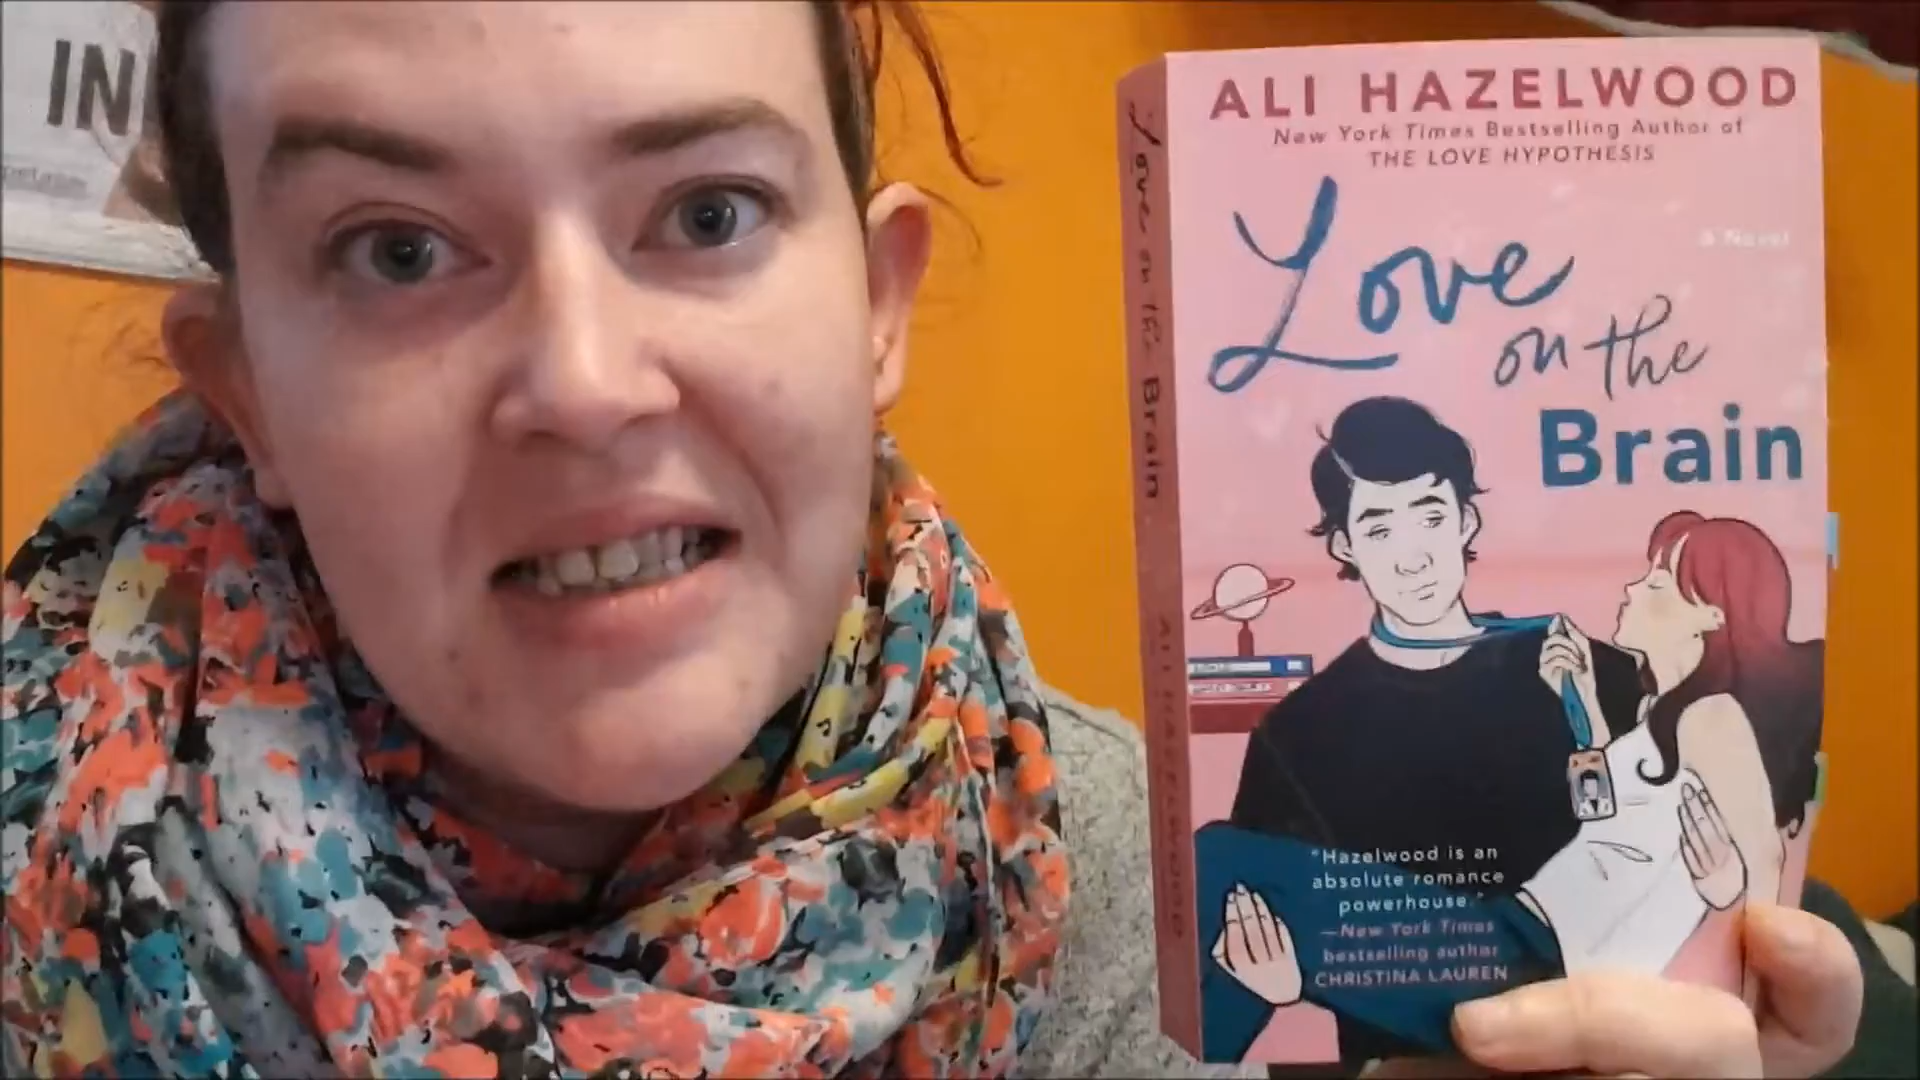 IN
ALI HAZELWOOD
New York Times Bestselling Author of
THE LOVE HYPOTHESIS
a Novel
Love
on the
Brain
"Hazelwood is an
absolute romance
powerhouse."
—New York Times
bestselling author
CHRISTINA LAUREN
Love on the Brain
ALI HAZELWOOD